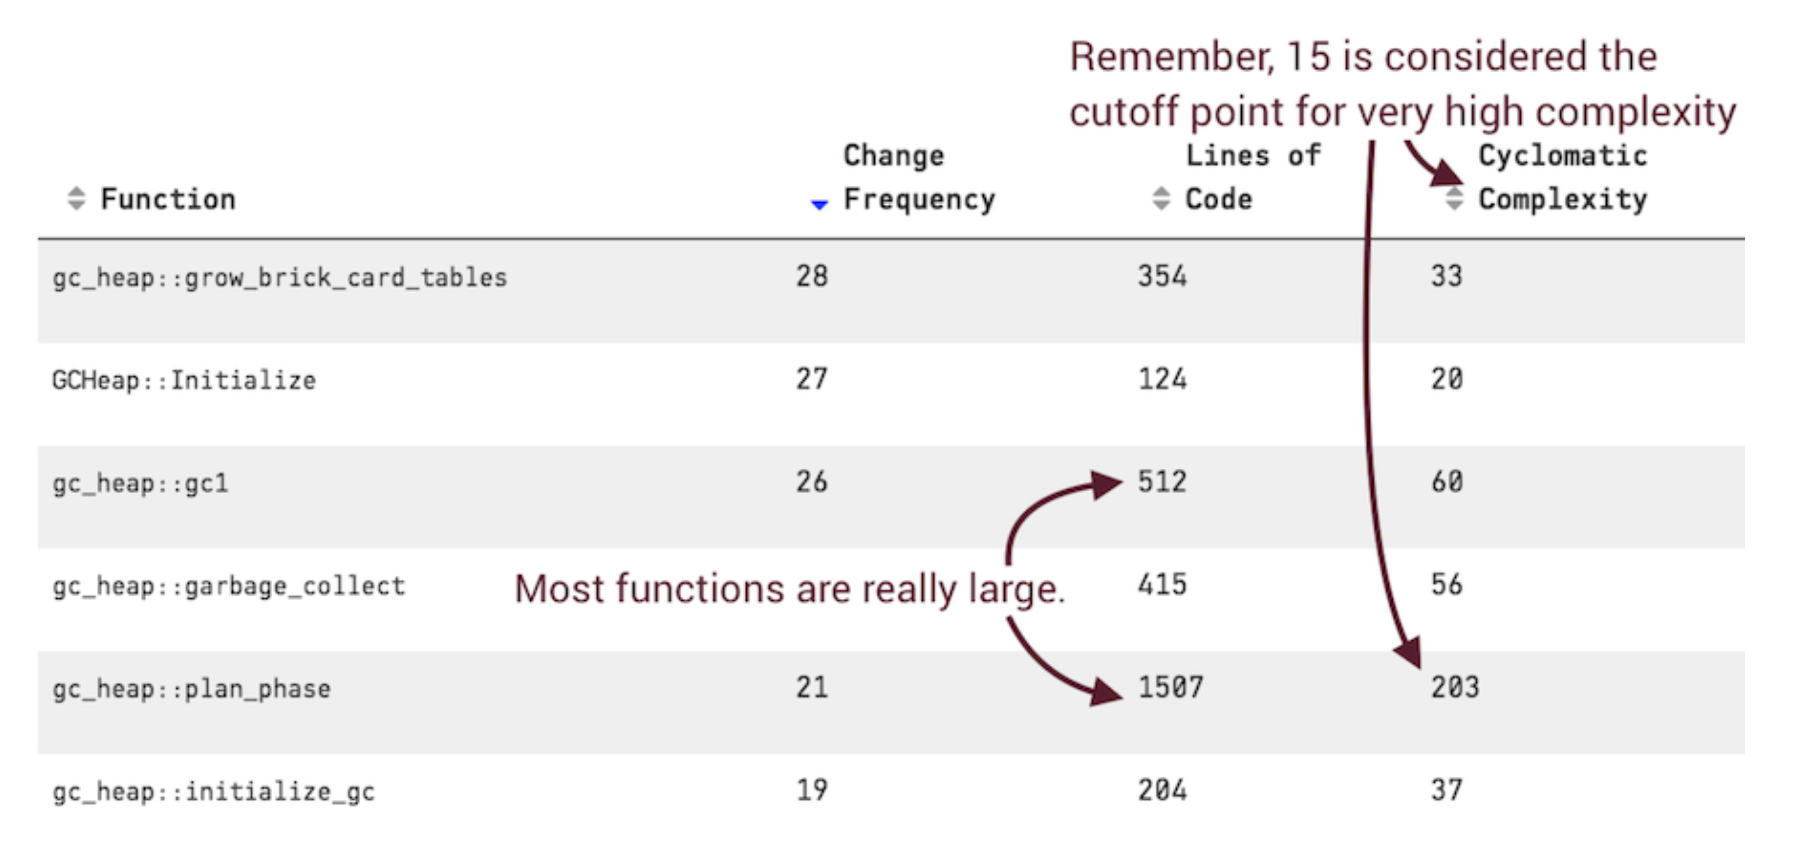 Remember, 15 is considered the
cutoff point for very high complexity
Change Lines of Cyclomatic
Function Frequency Code Complexity
gc_heap::grow_brick_card_tables 28 354 33
GCHeap::Initialize 27 124 20
gc_heap::gc1 26 512 60
gc_heap::garbage_collect Most functions are really large. 415 56
gc_heap::plan_phase 21 1507 203
gc_heap::initialize_gc 19 204 37